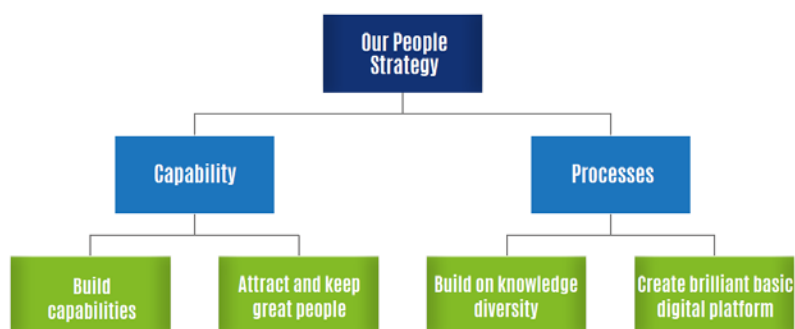 Our People
Strategy
Capability
Processes
Build
capabilities
Attract and keep
great people
Build on knowledge
diversity
Create brilliant basic
digital platform